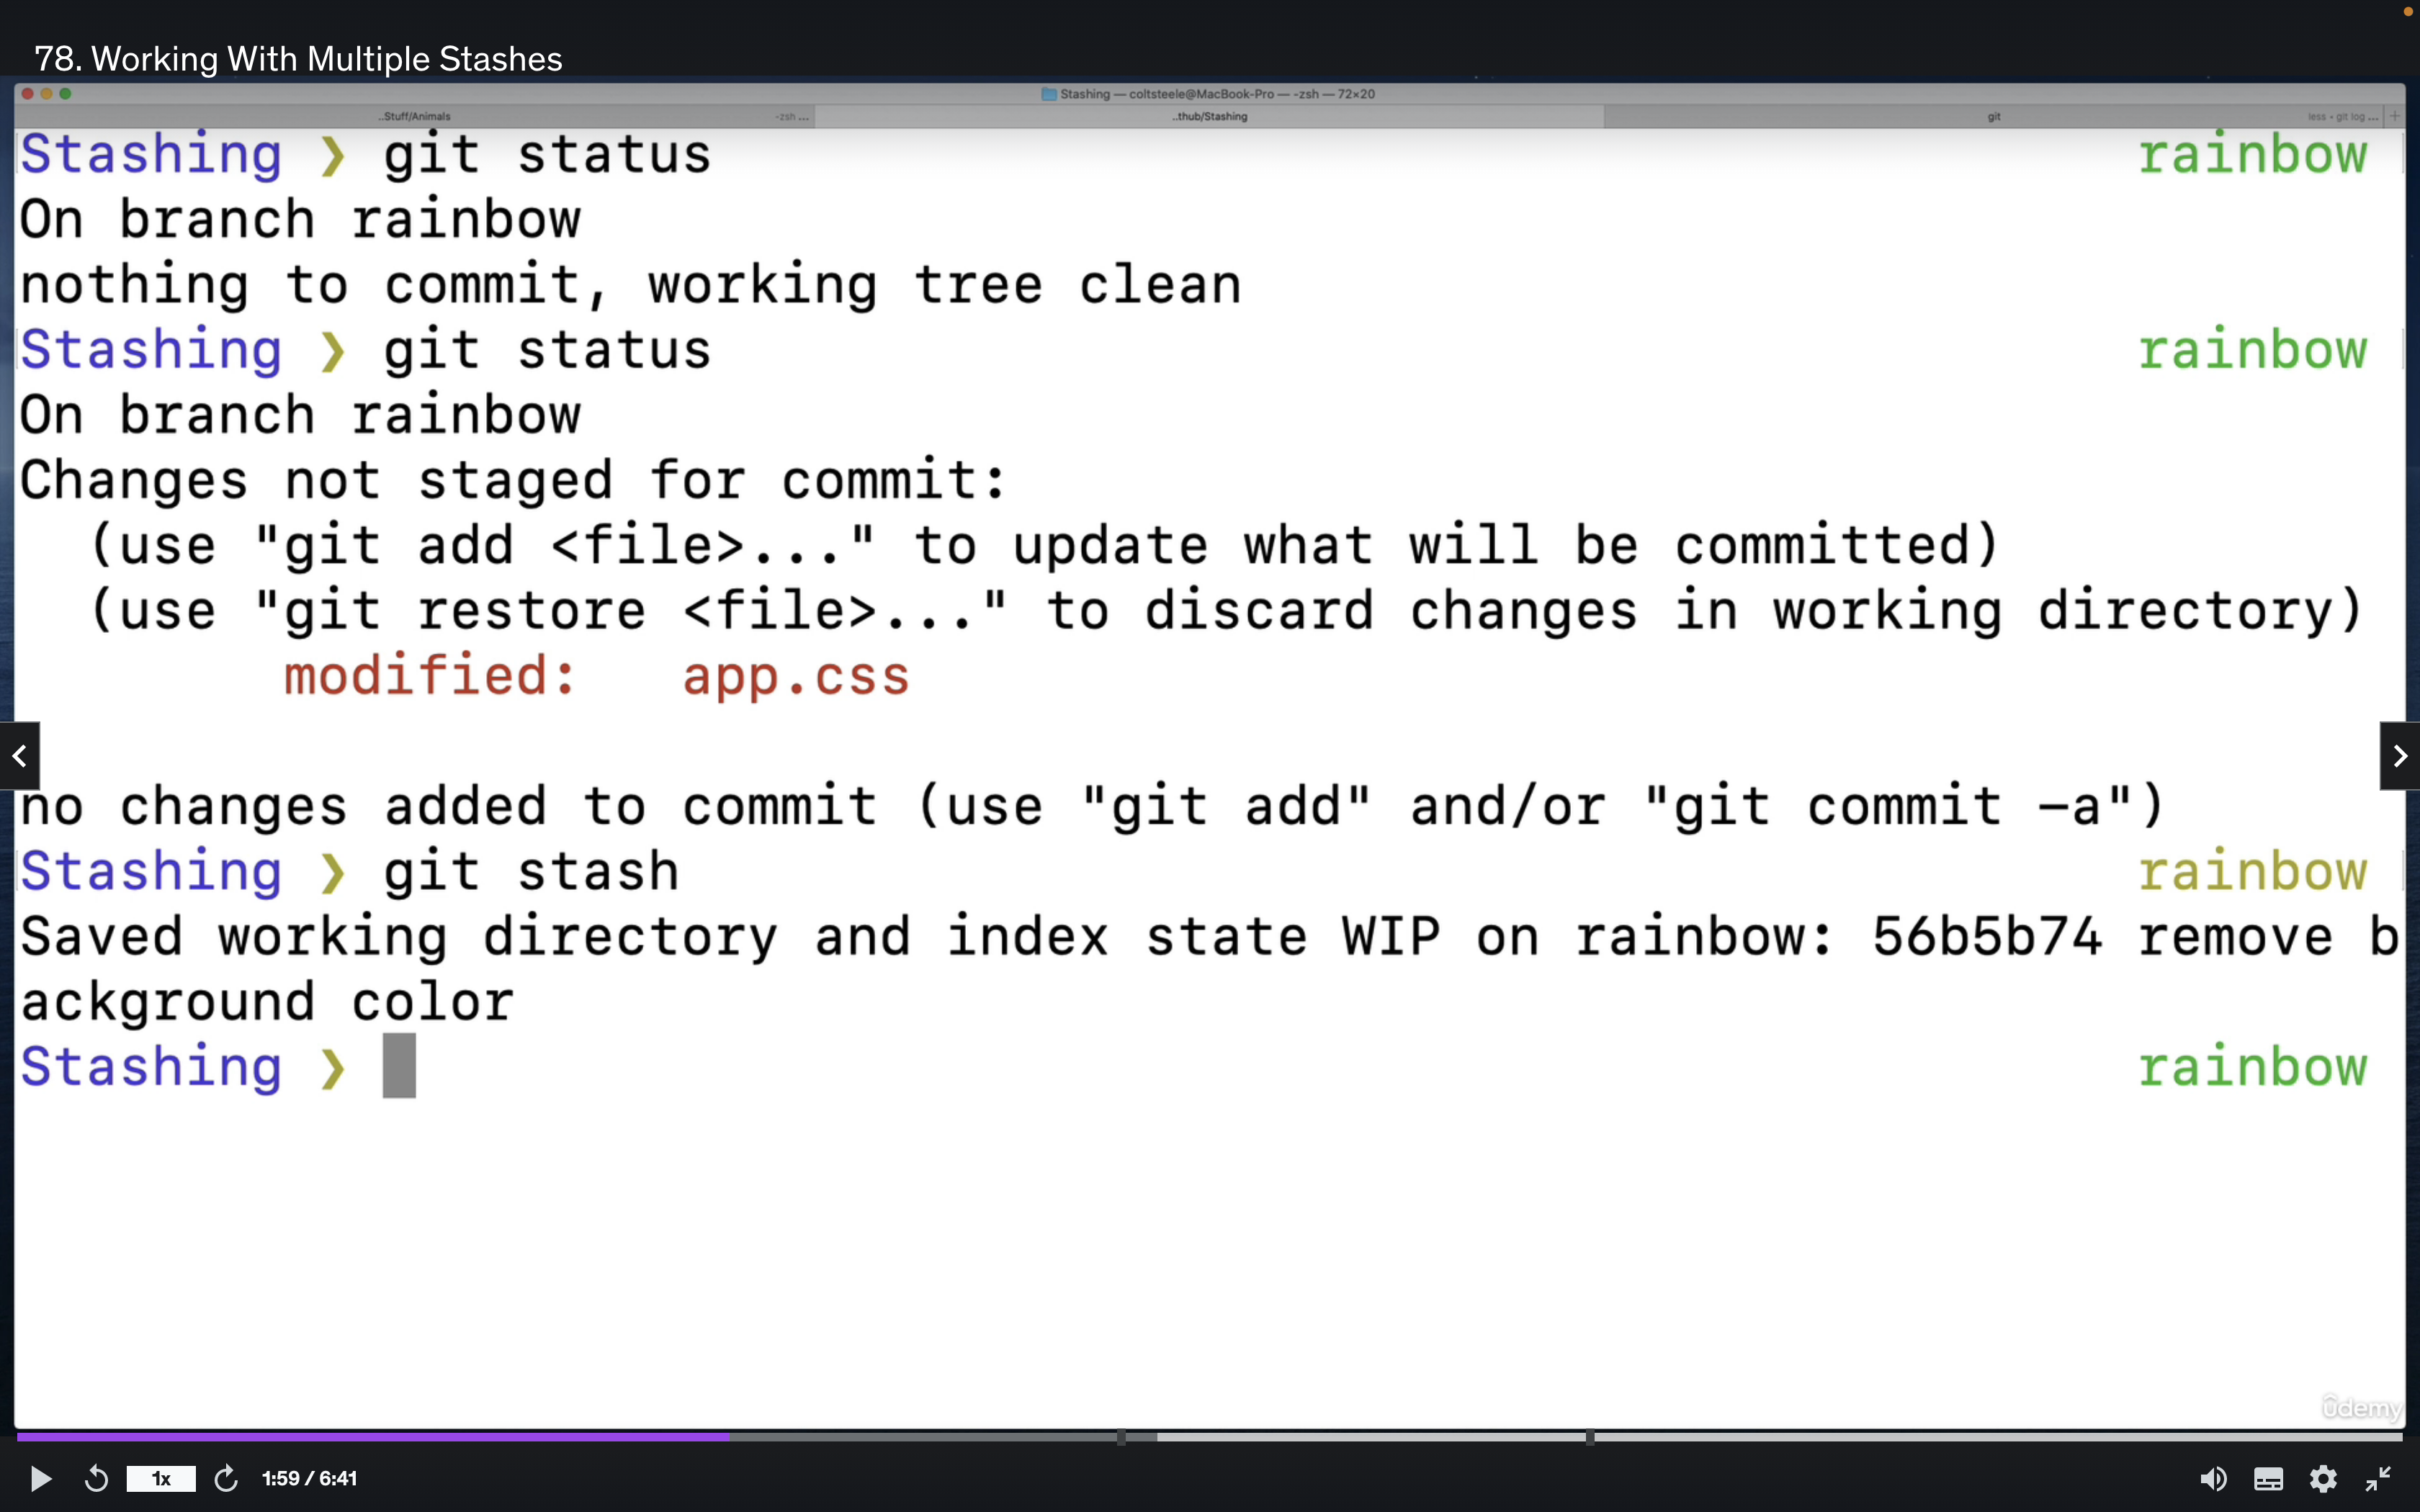 78. Working With Multiple Stashes
Stashing — coltsteele@MacBook-Pro — -zsh — 72×20
..Stuff/Animals -zsh ... ..thub/Stashing git less • git log ... +
Stashing ❯ git status rainbow
On branch rainbow
nothing to commit, working tree clean
Stashing ❯ git status rainbow
On branch rainbow
Changes not staged for commit:
(use "git add <file>..." to update what will be committed)
(use "git restore <file>..." to discard changes in working directory)
modified: app.css
no changes added to commit (use "git add" and/or "git commit -a")
Stashing ❯ git stash rainbow
Saved working directory and index state WIP on rainbow: 56b5b74 remove b
ackground color
Stashing ❯ rainbow
ûdemy
1x 1:59 / 6:41